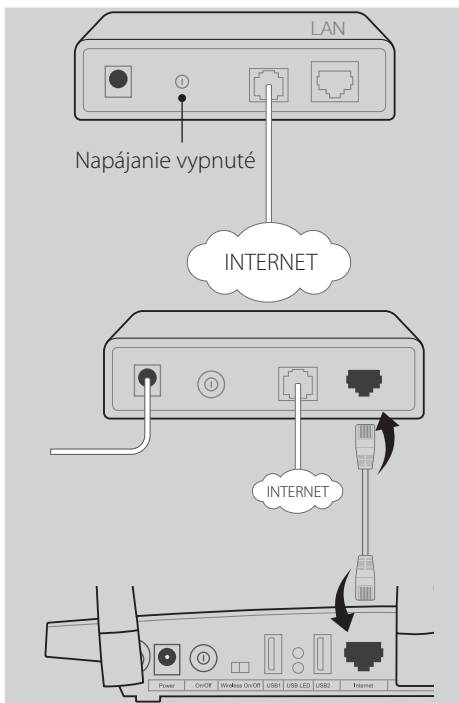 LAN
Napájanie vypnuté
INTERNET
INTERNET
Power On/Off Wireless On/Off USB1 USB LED USB2 Internet